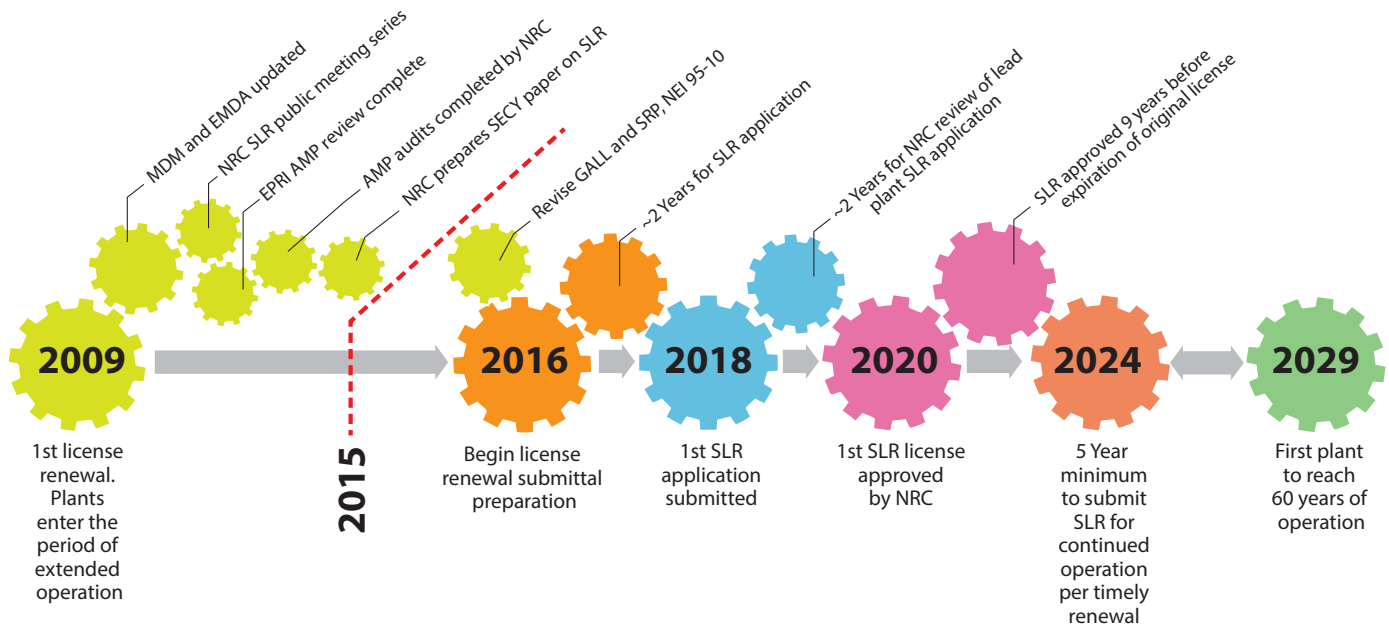 MDM and EMDA updated
NRC SLR public meeting series
EPRI AMP review complete
AMP audits completed by NRC
NRC prepares SECY paper on SLR
Revise GALL and SRP, NEI 95-10
~2 Years for SLR application
~2 Years for NRC review of lead
plant SLR application
SLR approved 9 years before
expiration of original license
2009
2016
2018
2020
2024
2029
1st license
renewal.
Plants
enter the
period of
extended
operation
2015
Begin license
renewal submittal
preparation
1st SLR
application
submitted
1st SLR license
approved
by NRC
5 Year
minimum
to submit
SLR for
continued
operation
per timely
renewal
First plant
to reach
60 years of
operation